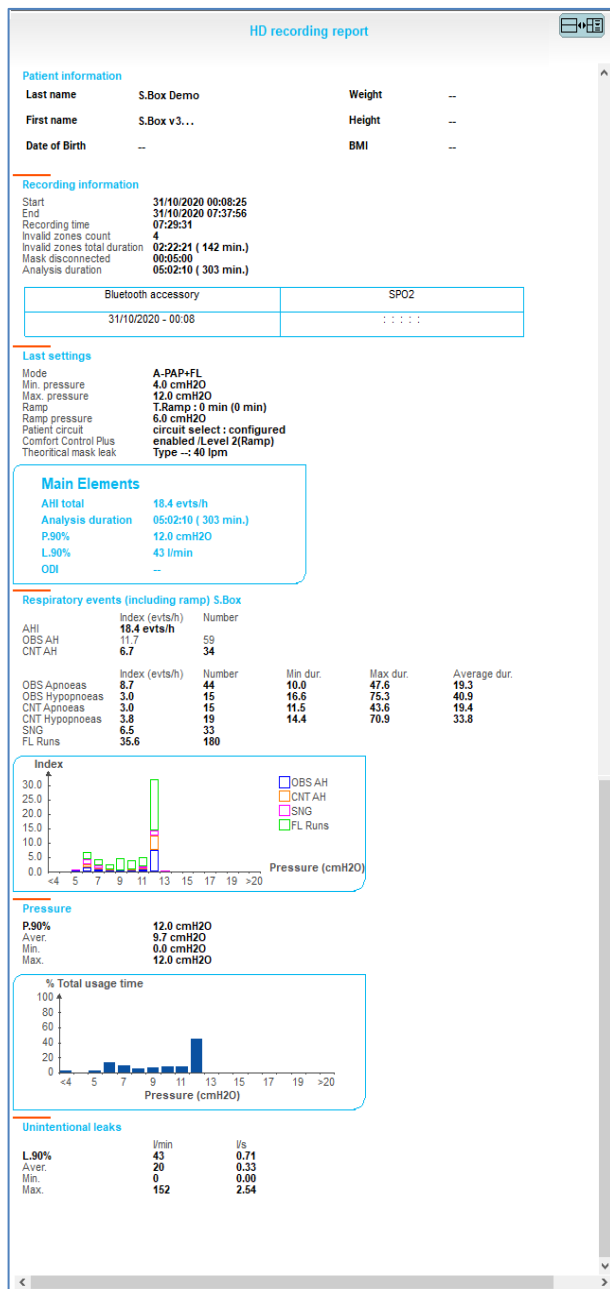 HD recording report
Patient information
Last name S.Box Demo Weight --
First name S.Box v3... Height --
Date of Birth -- BMI --
Recording information
Start 31/10/2020 00:08:25
End 31/10/2020 07:37:56
Recording time 07:29:31
Invalid zones count 4
Invalid zones total duration 02:22:21 ( 142 min.)
Mask disconnected 00:05:00
Analysis duration 05:02:10 ( 303 min.)
Bluetooth accessory SPO2
31/10/2020 - 00:08 : : : : :
Last settings
Mode A-PAP+FL
Min. pressure 4.0 cmH2O
Max. pressure 12.0 cmH2O
Ramp T.Ramp : 0 min (0 min)
Ramp pressure 6.0 cmH2O
Patient circuit circuit select : configured
Comfort Control Plus enabled /Level 2(Ramp)
Theoritical mask leak Type --: 40 lpm
Main Elements
AHI total 18.4 evts/h
Analysis duration 05:02:10 ( 303 min.)
P.90% 12.0 cmH2O
L.90% 43 l/min
ODI --
Respiratory events (including ramp) S.Box
Index (evts/h) Number
AHI 18.4 evts/h
OBS AH 11.7 59
CNT AH 6.7 34
Index (evts/h) Number Min dur. Max dur. Average dur.
OBS Apnoeas 8.7 44 10.0 47.6 19.3
OBS Hypopnoeas 3.0 15 16.6 75.3 40.9
CNT Apnoeas 3.0 15 11.5 43.6 19.4
CNT Hypopnoeas 3.8 19 14.4 70.9 33.8
SNG 6.5 33
FL Runs 35.6 180
Index
30.0
25.0
20.0
15.0
10.0
5.0
0.0
OBS AH
CNT AH
SNG
FL Runs
Pressure (cmH2O)
<4 5 7 9 11 13 15 17 19 >20
Pressure
P.90% 12.0 cmH2O
Aver. 9.7 cmH2O
Min. 0.0 cmH2O
Max. 12.0 cmH2O
% Total usage time
100
80
60
40
20
0
<4 5 7 9 11 13 15 17 19 >20
Pressure (cmH2O)
Unintentional leaks
l/min l/s
L.90% 43 0.71
Aver. 20 0.33
Min. 0 0.00
Max. 152 2.54